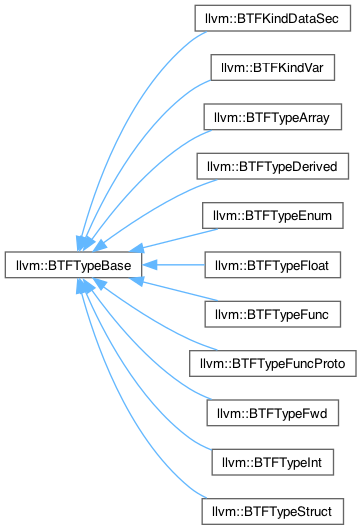 llvm::BTFKindDataSec
llvm::BTFKindVar
llvm::BTFTypeArray
llvm::BTFTypeDerived
llvm::BTFTypeEnum
llvm::BTFTypeBase
llvm::BTFTypeFloat
llvm::BTFTypeFunc
llvm::BTFTypeFuncProto
llvm::BTFTypeFwd
llvm::BTFTypeInt
llvm::BTFTypeStruct